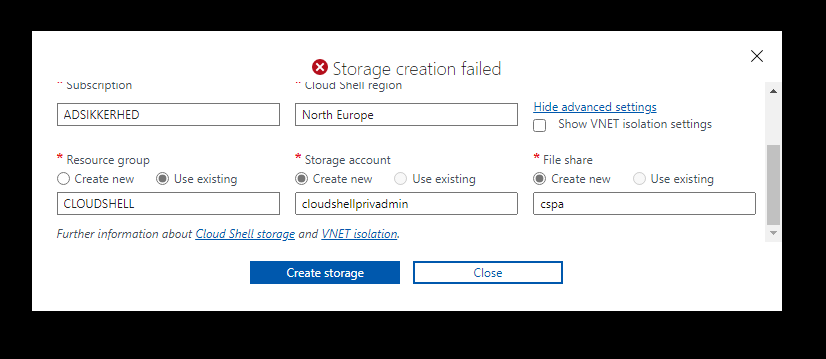 Storage creation failed
* Subscription * Cloud Shell region
ADSIKKERHED North Europe Hide advanced settings
Show VNET isolation settings
* Resource group * Storage account * File share
Create new Use existing Create new Use existing Create new Use existing
CLOUDSHELL cloudshellprivadmin cspa
Further information about Cloud Shell storage and VNET isolation.
Create storage Close